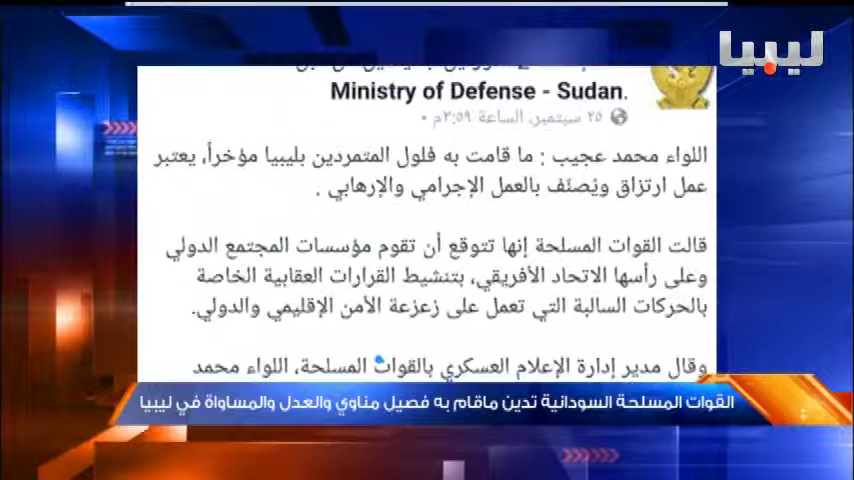 ليبيا
Ministry of Defense - Sudan.
٢٥ سبتمبر، الساعة ٣:٥٩م •
اللواء محمد عجيب : ما قامت به فلول المتمردين بليبيا مؤخراً، يعتبر
عمل ارتزاق ويُصنَف بالعمل الإجرامي والإرهابي .
قالت القوات المسلحة إنها تتوقع أن تقوم مؤسسات المجتمع الدولي
وعلى رأسها الاتحاد الأفريقي، بتنشيط القرارات العقابية الخاصة
بالحركات السالبة التي تعمل على زعزعة الأمن الإقليمي والدولي.
وقال مدير إدارة الإعلام العسكري بالقوات المسلحة، اللواء محمد
القوات المسلحة السودانية تدين ماقام به فصيل مناوي والعدل والمساواة في ليبيا